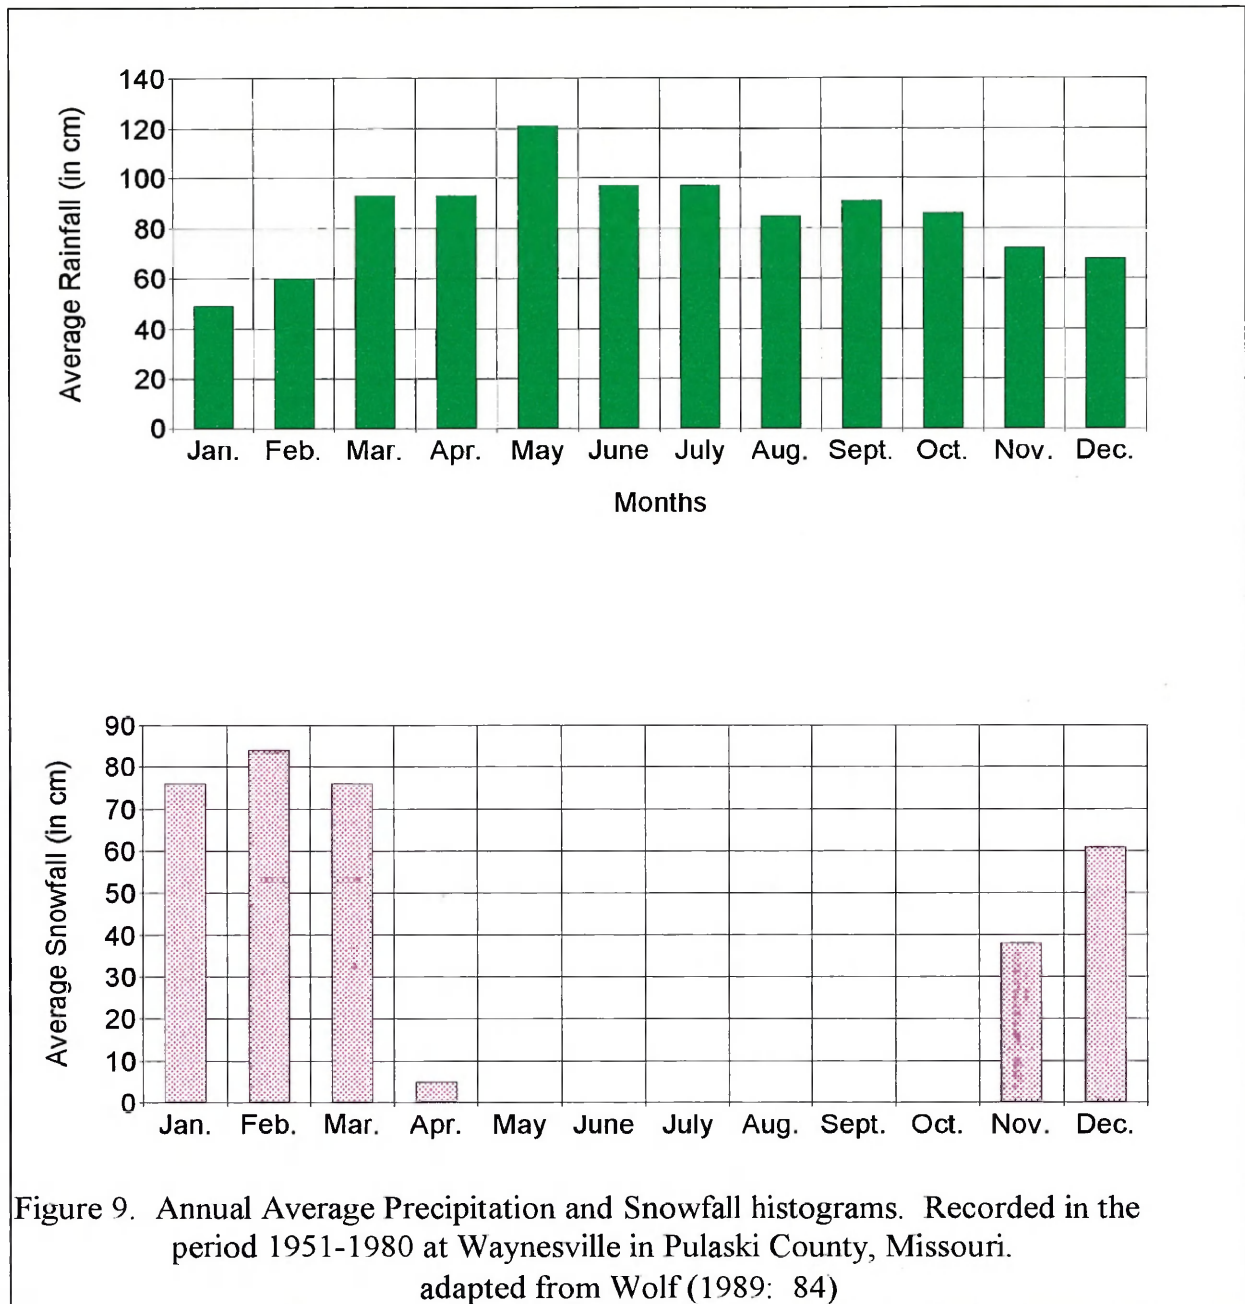 Average Rainfall (in cm)
140
120
100
80
60
40
20
0
Jan. Feb. Mar. Apr. May June July Aug. Sept. Oct. Nov. Dec.
Months
Average Snowfall (in cm)
90
80
70
60
50
40
30
20
10
0
Jan. Feb. Mar. Apr. May June July Aug. Sept. Oct. Nov. Dec.
Figure 9. Annual Average Precipitation and Snowfall histograms. Recorded in the
period 1951-1980 at Waynesville in Pulaski County, Missouri.
adapted from Wolf (1989: 84)